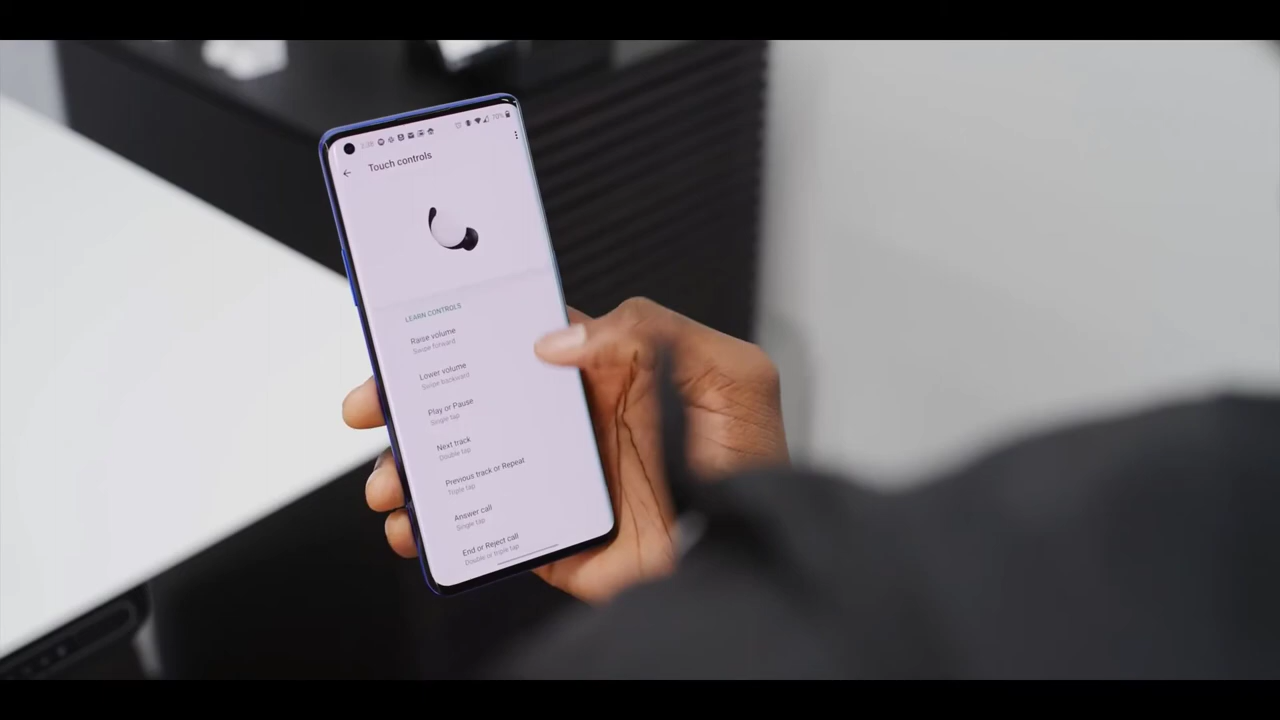 70%
Touch controls
LEARN CONTROLS
Raise volume
Swipe forward
Lower volume
Swipe backward
Play or Pause
Single tap
Next track
Double tap
Previous track or Repeat
Triple tap
Answer call
Single tap
End or Reject call
Double or triple tap